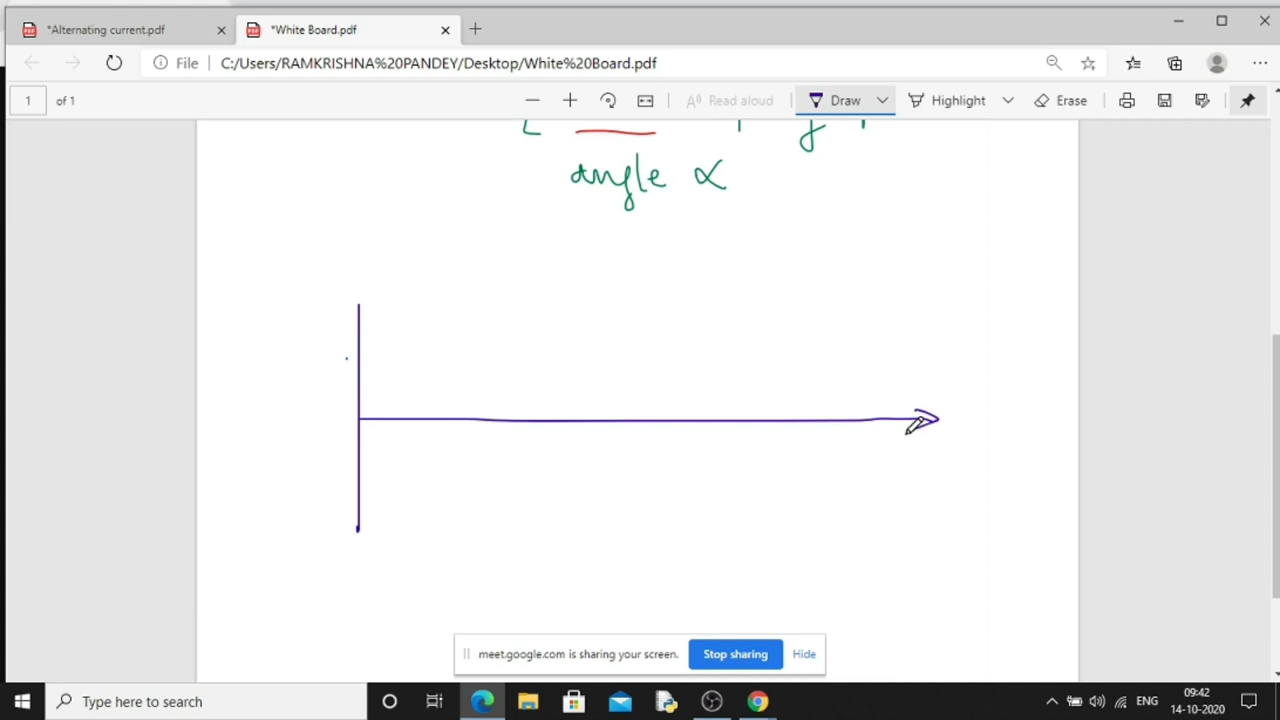 *Alternating current.pdf
*White Board.pdf
File
C:/Users/RAMKRISHNA%20PANDEY/Desktop/White%20Board.pdf
1 of 1
Read aloud
Draw
Highlight
Erase
angle α
meet.google.com is sharing your screen.
Stop sharing
Hide
Type here to search
ENG
09:42
14-10-2020